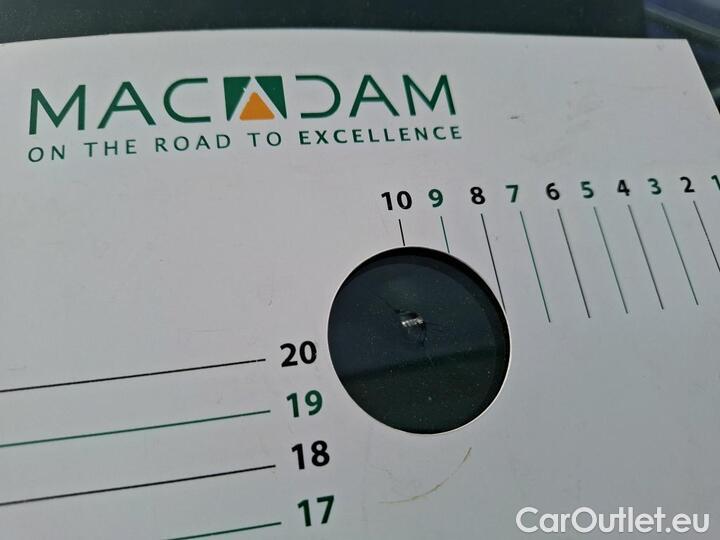 MACADAM
ON THE ROAD TO EXCELLENCE
10 9 8 7 6 5 4 3 2 1
20
19
18
17
CarOutlet.eu